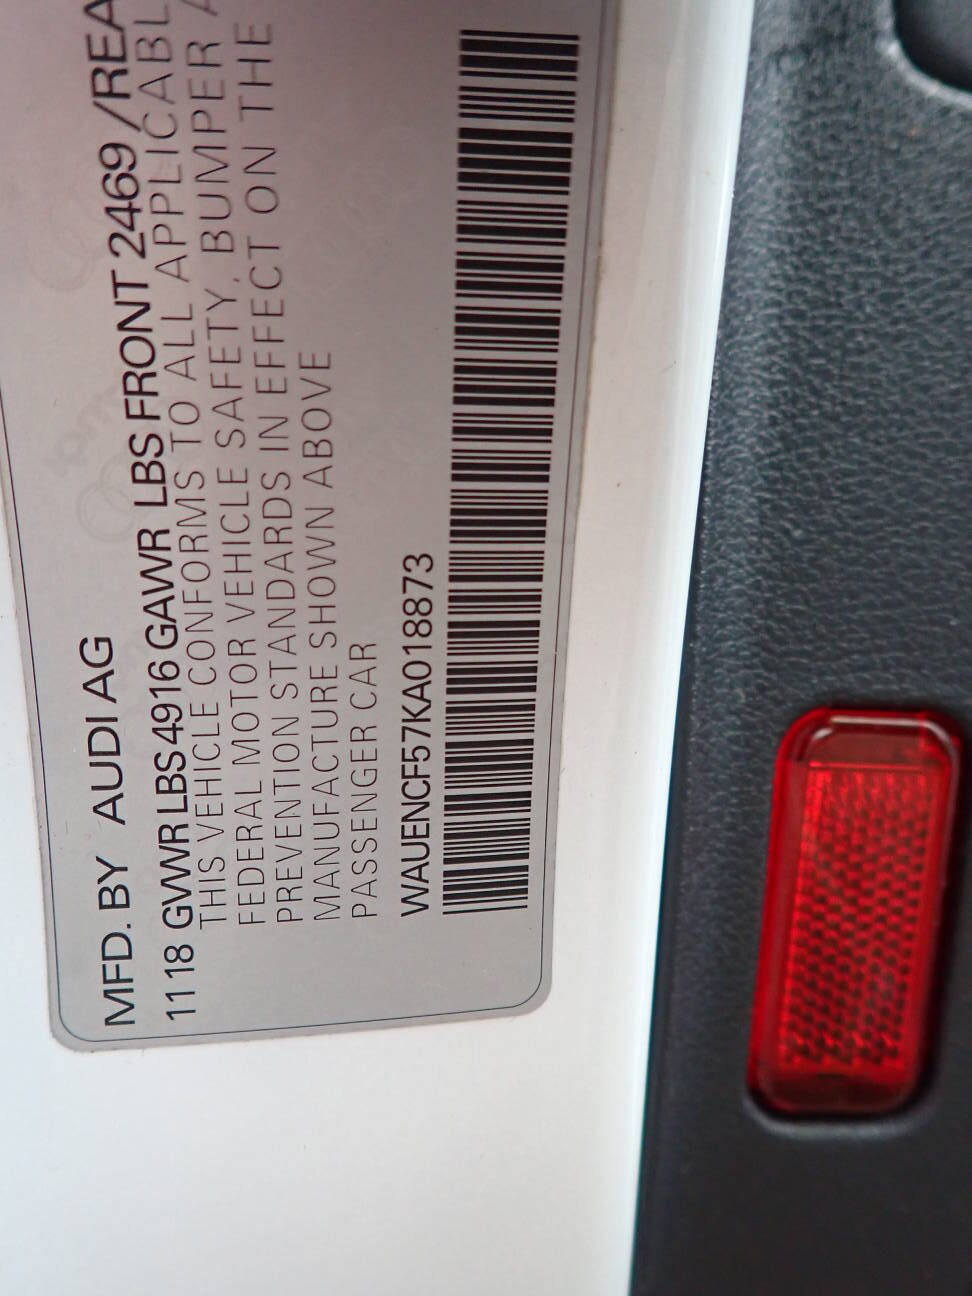 MFD. BY AUDI AG
11 18 GVWR LBS 4916 GAWR LBS FRONT 2469 /REA
THIS VEHICLE CONFORMS TO ALL APPLICABL
FEDERAL MOTOR VEHICLE SAFETY, BUMPER A
PREVENTION STANDARDS IN EFFECT ON THE
MANUFACTURE SHOWN ABOVE
PASSENGER CAR
WAUENCF57KA018873